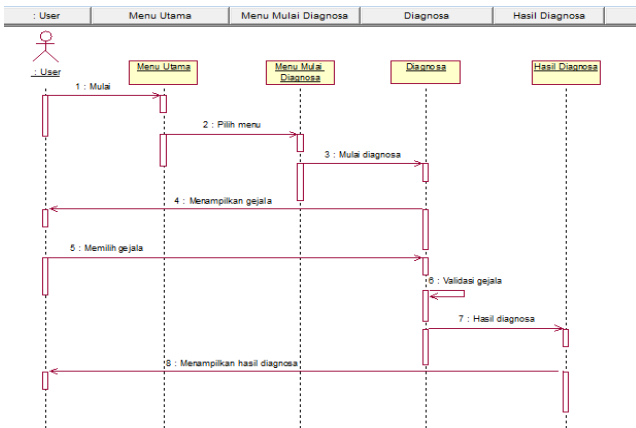 : User
Menu Utama
Menu Mulai Diagnosa
Diagnosa
Hasil Diagnosa
: User
Menu Utama
Menu Mulai
Diagnosa
Diagnosa
Hasil Diagnosa
1 : Mulai
2 : Pilih menu
3 : Mulai diagnosa
4 : Menampilkan gejala
5 : Memilih gejala
6 : Validasi gejala
7 : Hasil diagnosa
8 : Menampilkan hasil diagnosa